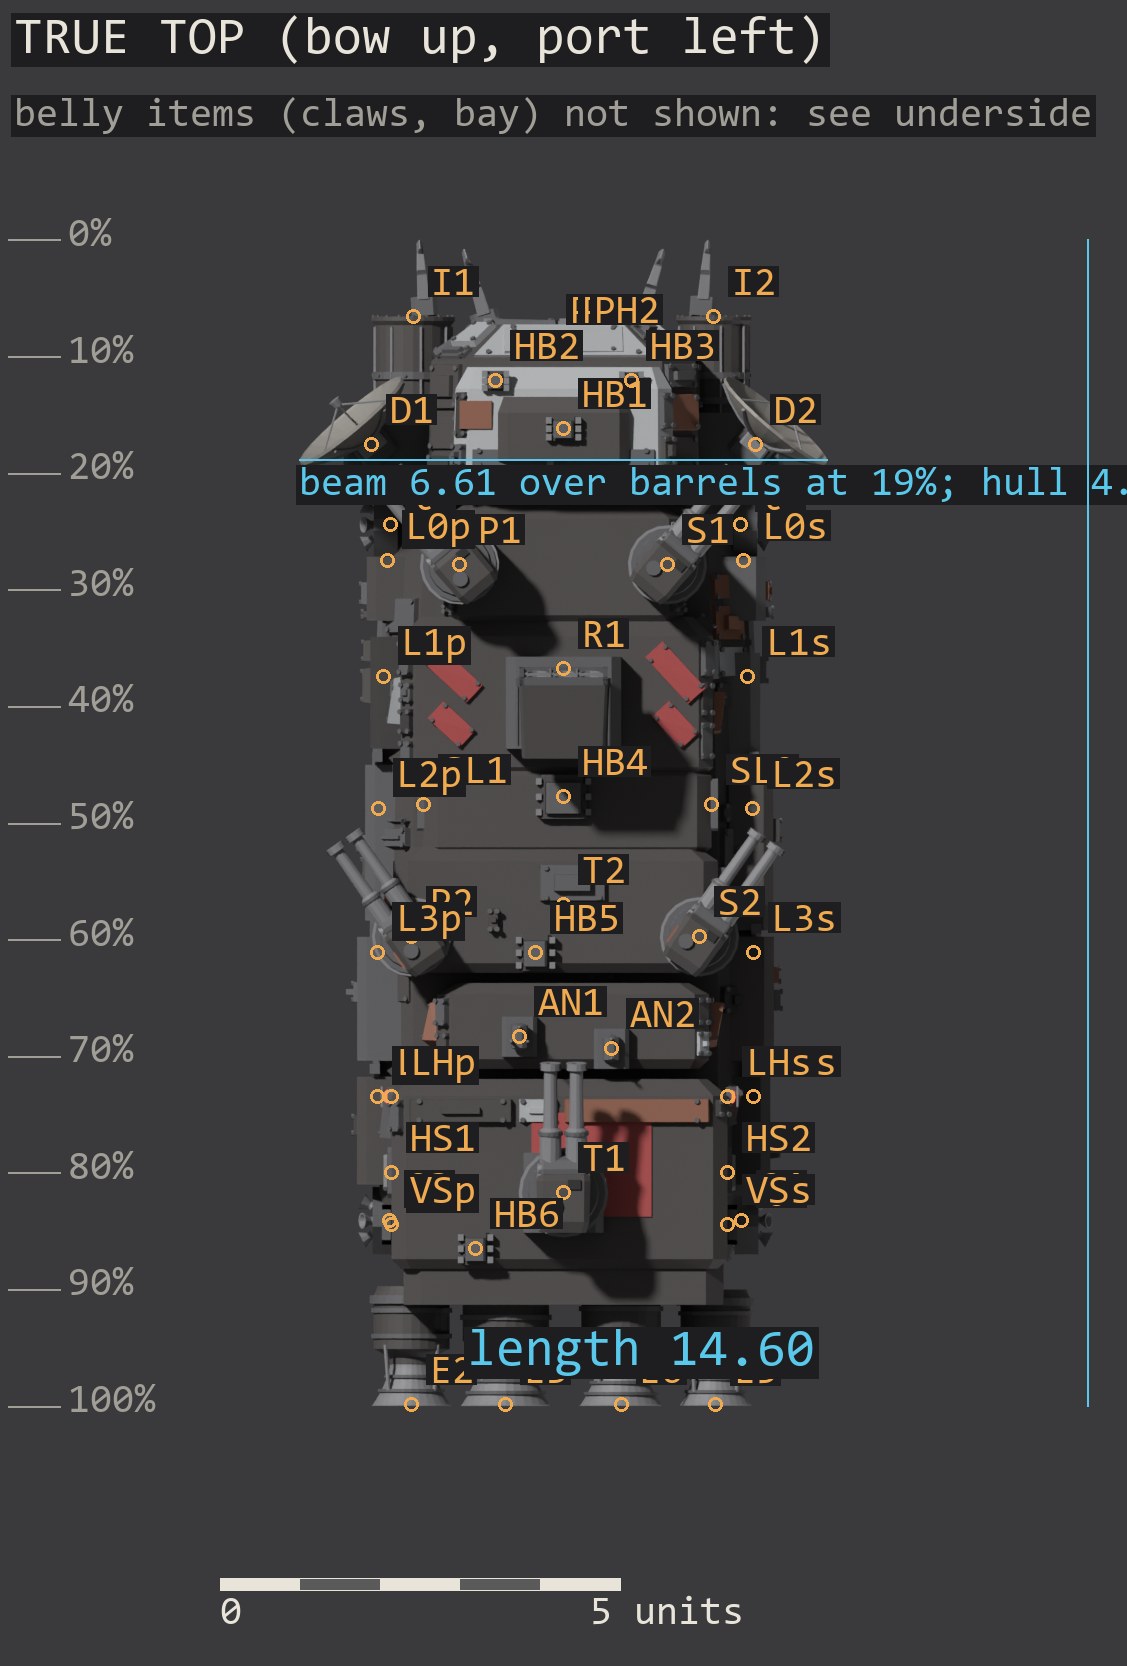 TRUE TOP (bow up, port left)
belly items (claws, bay) not shown: see underside
0%
I1
I2
PH2
10%
HB2
HB3
HB1
D1
D2
20%
beam 6.61 over barrels at 19%; hull 4.
L0p
P1
S1
L0s
30%
R1
L1p
L1s
40%
HB4
L2p
L1
L2s
50%
T2
S2
L3p
HB5
L3s
60%
AN1
AN2
70%
LHp
LHs
s
HS1
HS2
80%
T1
VSp
VSs
HB6
90%
length 14.60
E2
100%
0
5 units